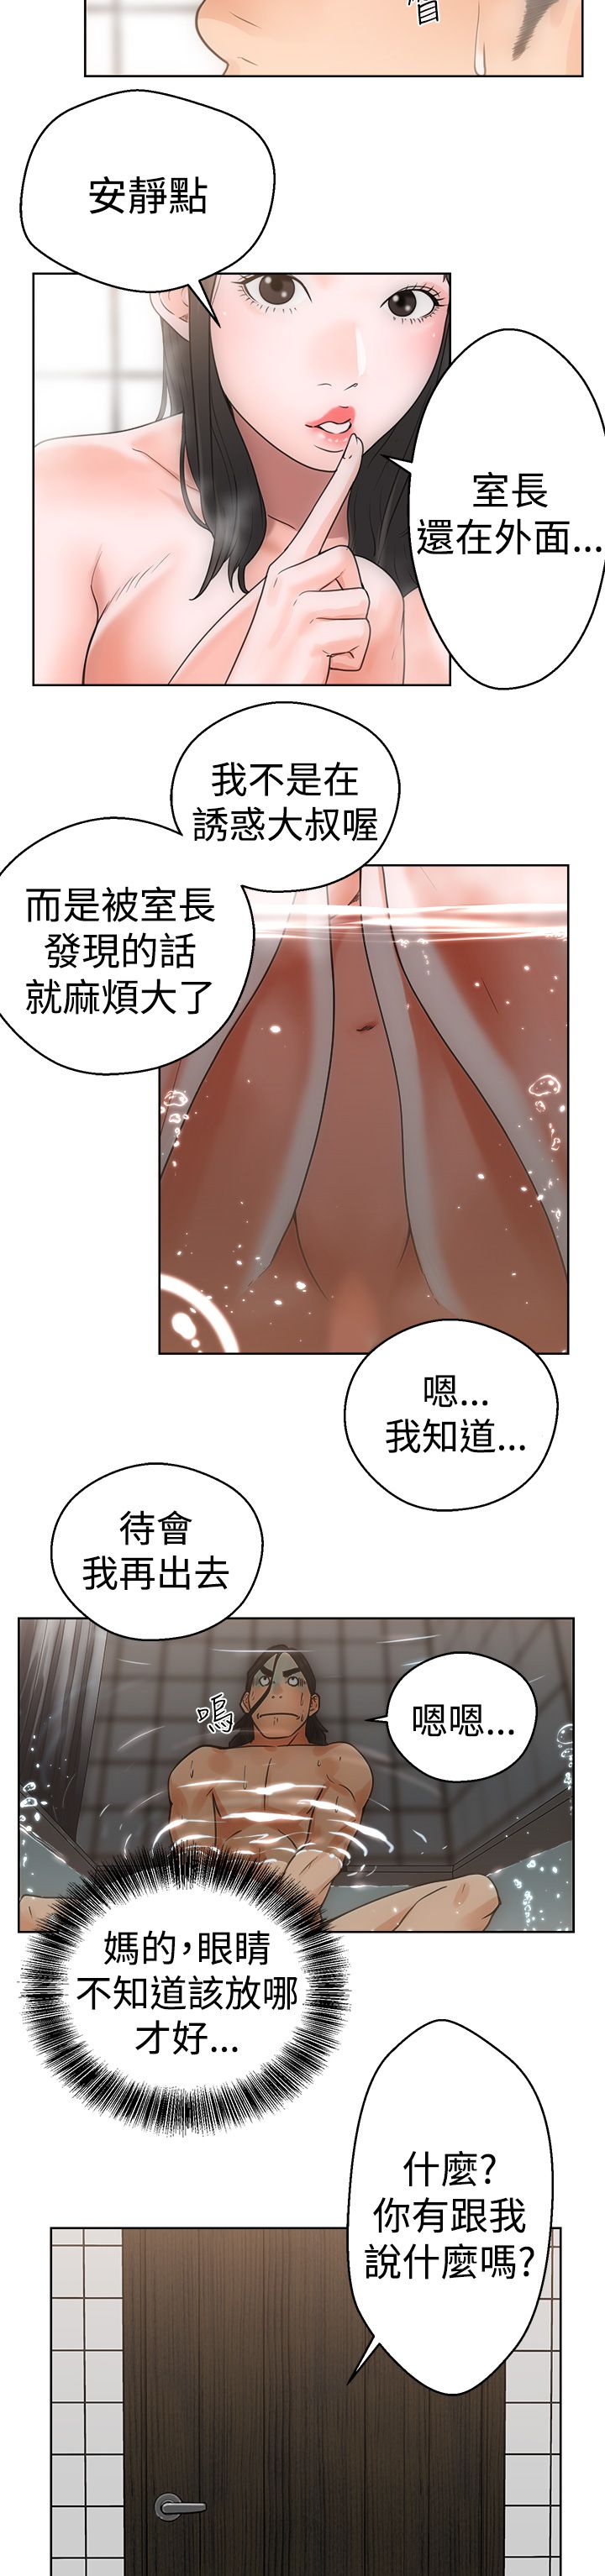 安靜點
室長
還在外面...
我不是在
誘惑大叔喔
而是被室長
發現的話
就麻煩大了
嗯...
我知道...
待會
我再出去
嗚
嗯嗯...
媽的,眼睛
不知道該放哪
才好...
什麼?
你有跟我
說什麼嗎?